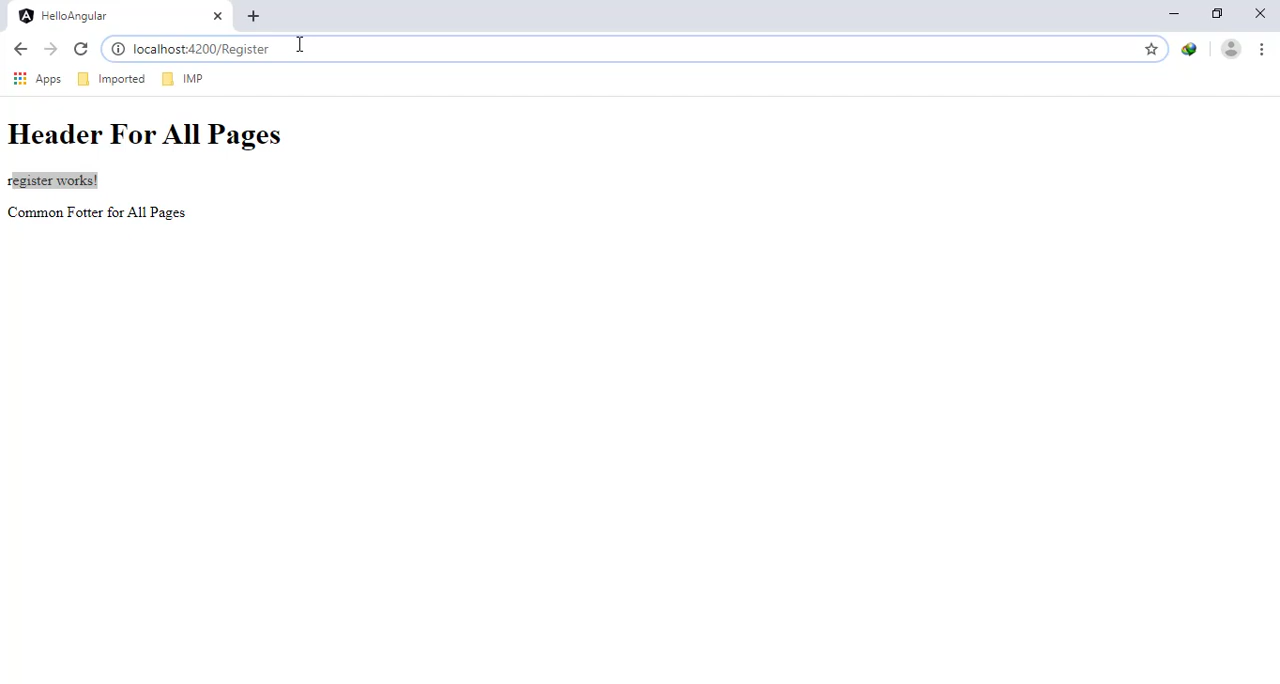 HelloAngular
localhost:4200/Register
Apps Imported IMP
Header For All Pages
register works!
Common Fotter for All Pages